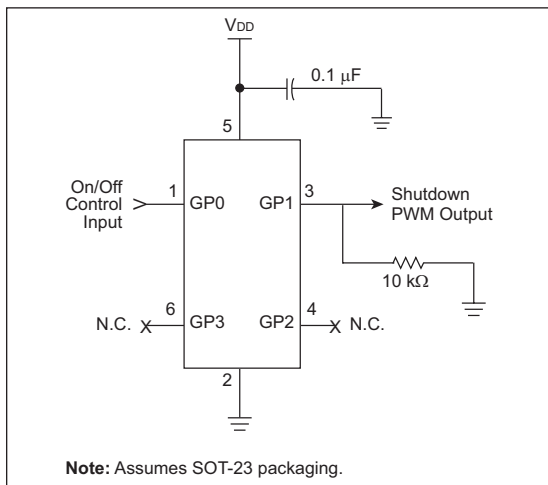 VDD
0.1 μF
5
On/Off
Control
Input
1
GP0
GP1
3
Shutdown
PWM Output
10 kΩ
N.C.
6
GP3
GP2
4
N.C.
2
Note: Assumes SOT-23 packaging.